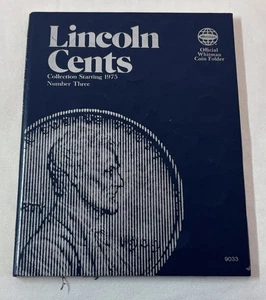 Lincoln
Cents
Collection Starting 1975
Number Three
Official
Whitman
Coin Folder
9033